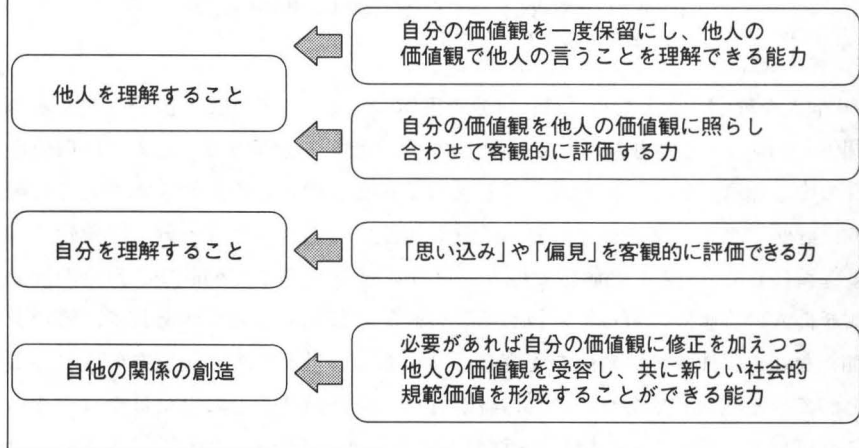 自分の価値観を一度保留にし、他人の
価値観で他人の言うことを理解できる能力
他人を理解すること
自分の価値観を他人の価値観に照らし
合わせて客観的に評価する力
自分を理解すること
「思い込み」や「偏見」を客観的に評価できる力
必要があれば自分の価値観に修正を加えつつ
他人の価値観を受容し、共に新しい社会的
規範価値を形成することができる能力
自他の関係の創造